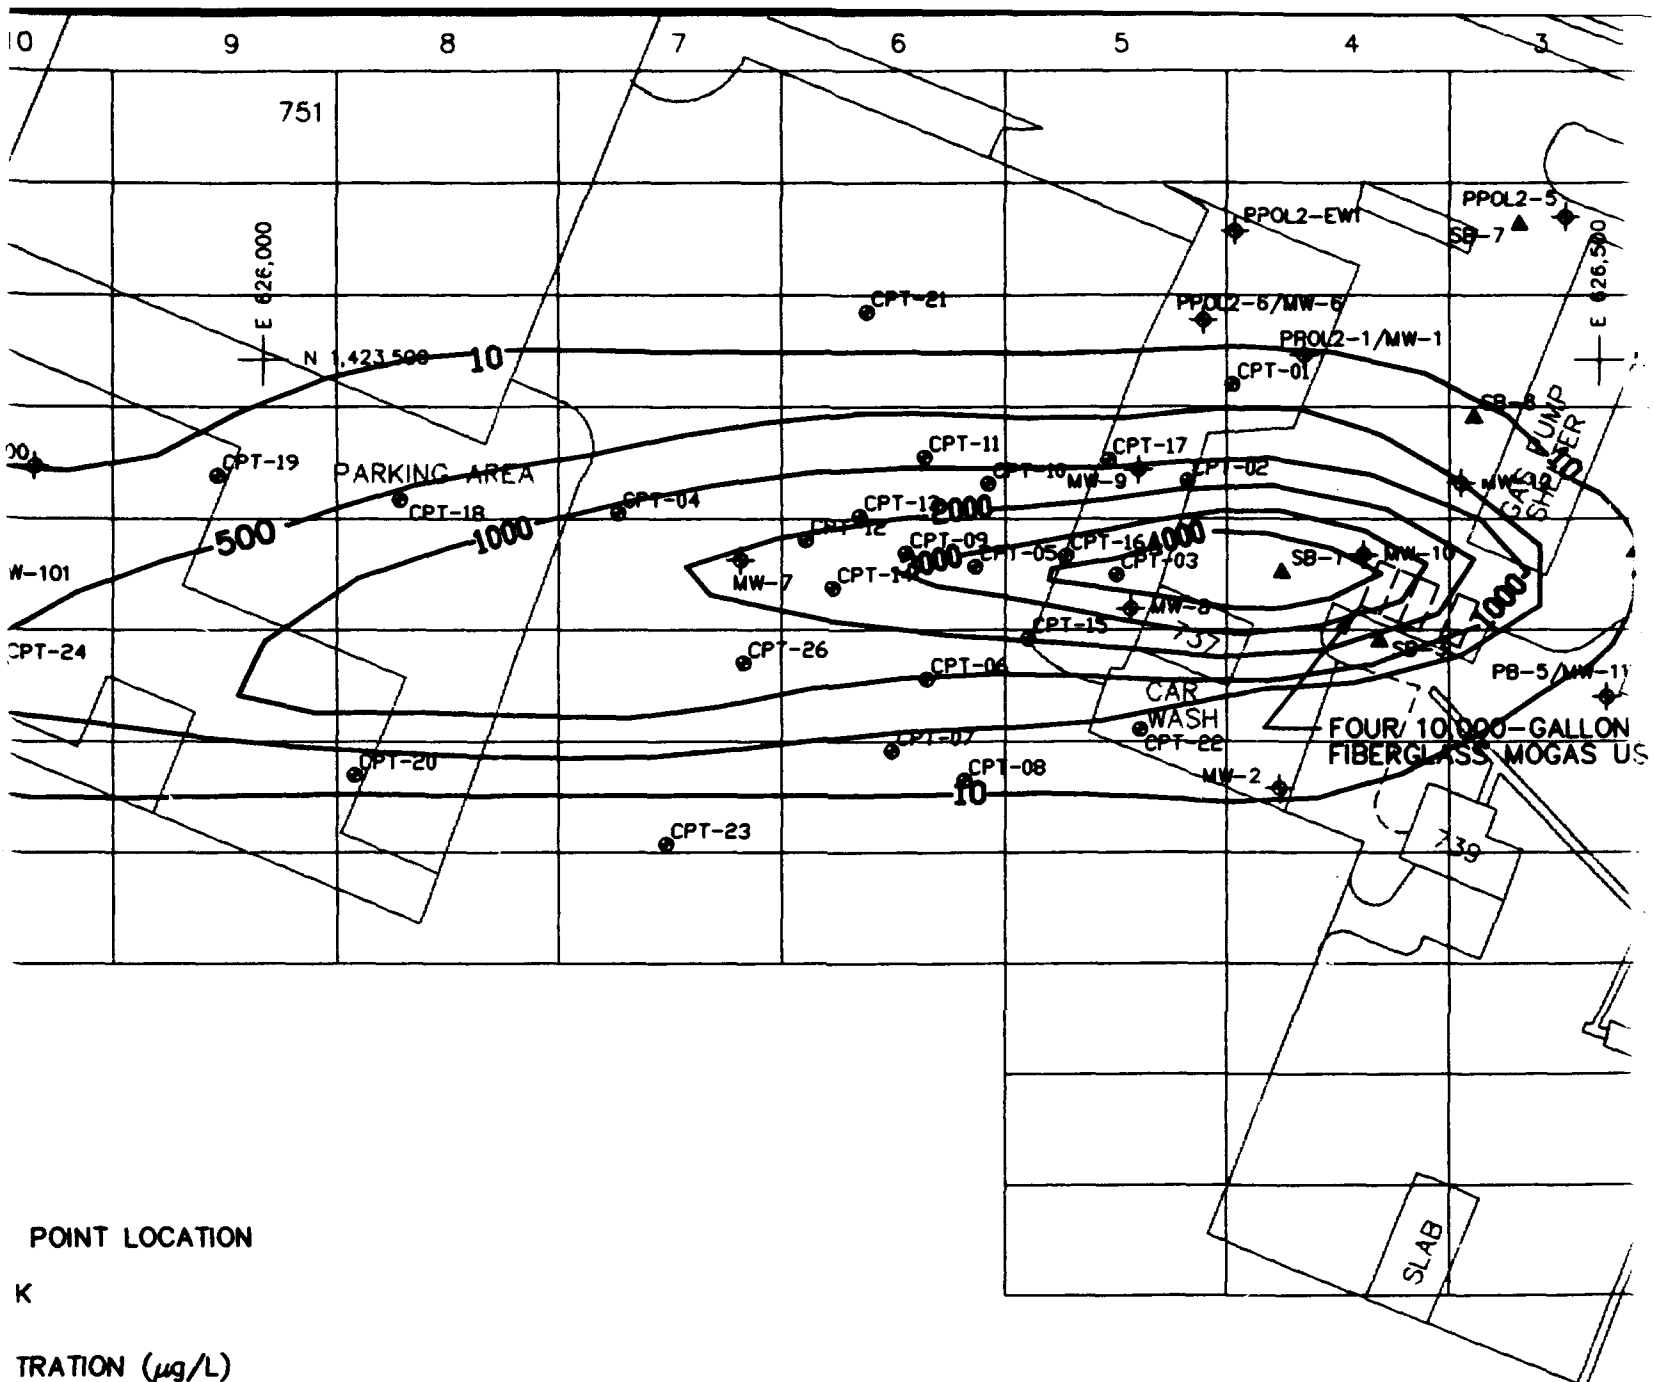 10 9 8 7 6 5 4 3
751
E 626,000
N 1,423,500
E 626,500
PPOL2-EW1
PPOL2-5
SB-7
CPT-21
PPOL2-6/MW-6
PROL2-1/MW-1
CPT-01
10
SB-8
GAS PUMP
SHELTER
10
CPT-19
PARKING AREA
CPT-18
CPT-04
CPT-11
CPT-10
CPT-17
MW-9
CPT-02
MW-12
CPT-13
CPT-12
2000
500
1000
CPT-09
3000
CPT-05
CPT-16
4000
CPT-03
SB-1
MW-10
W-101
MW-7
CPT-14
MW-8
1000
CPT-15
737
CPT-24
CPT-26
CPT-06
PB-5/MW-11
CAR
WASH
CPT-22
FOUR 10,000-GALLON
FIBERGLASS MOGAS US
CPT-07
CPT-20
CPT-08
MW-2
10
CPT-23
739
SLAB
POINT LOCATION
K
TRATION (μg/L)